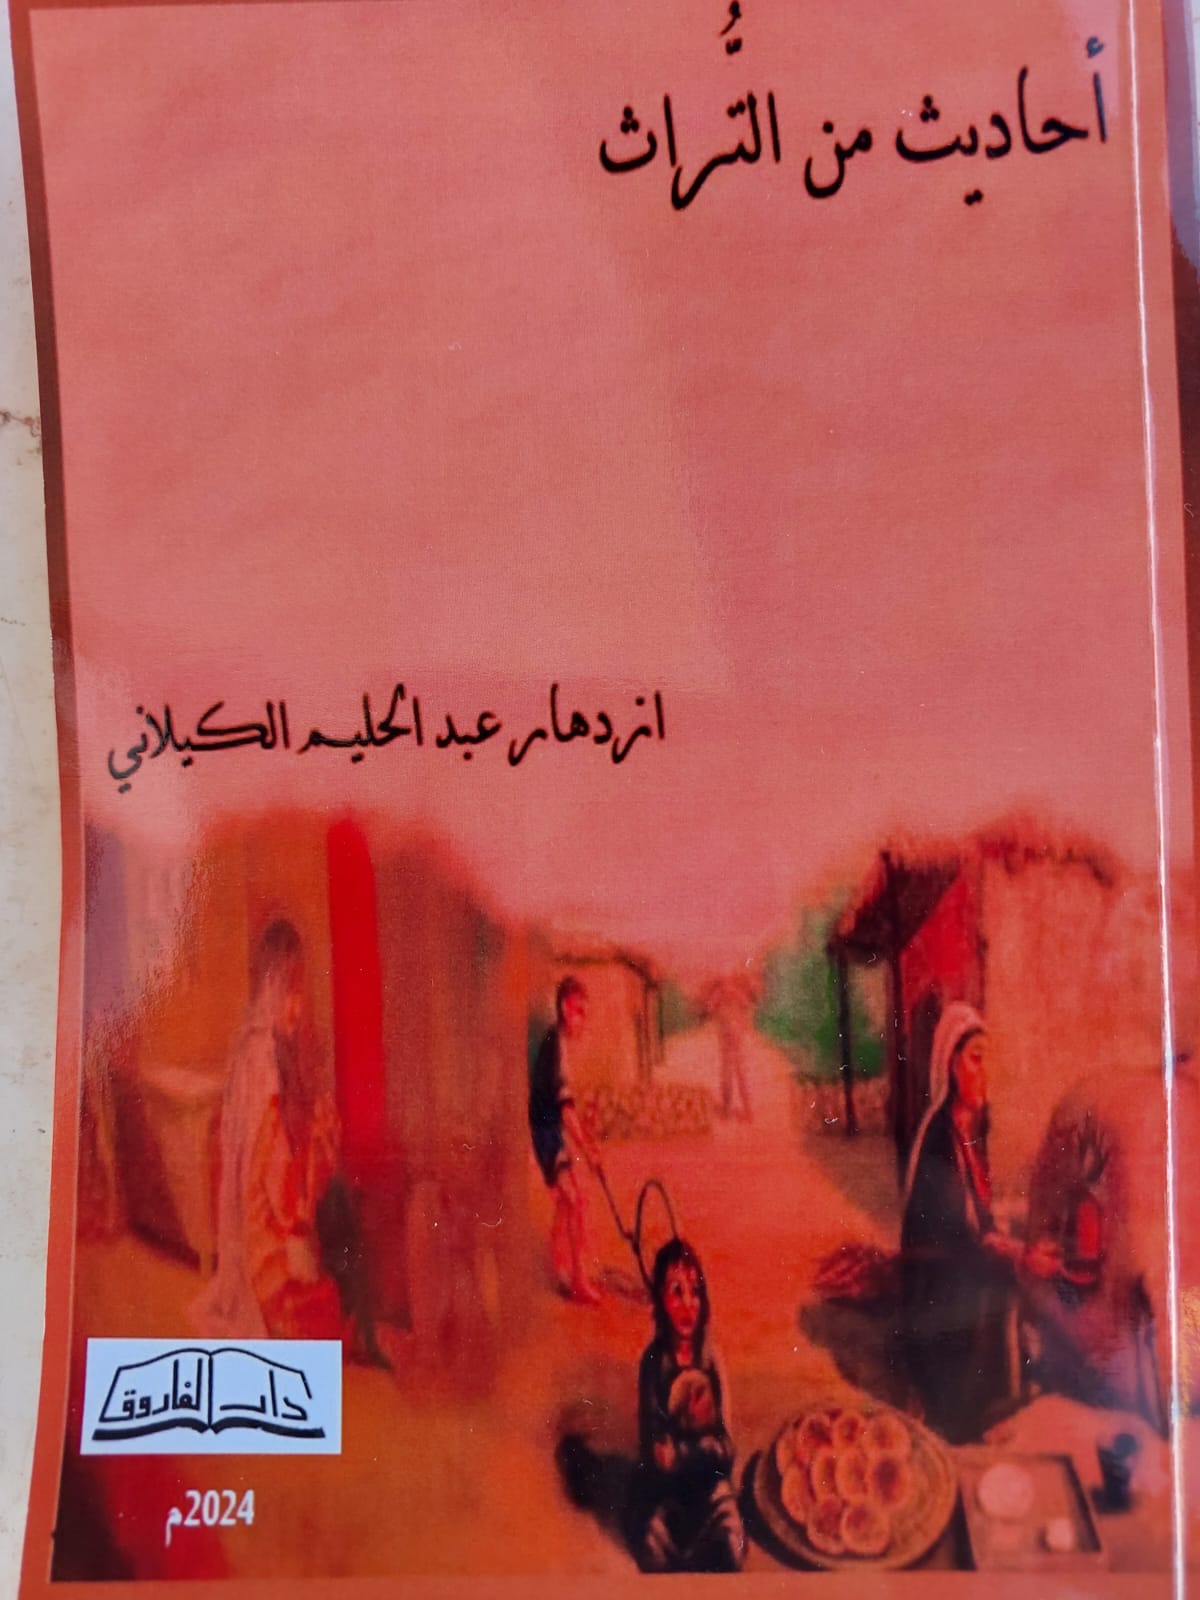 أحاديث من التُّراث
ازدهار عبد الحليم الكيلاني
دار الفاروق
2024م